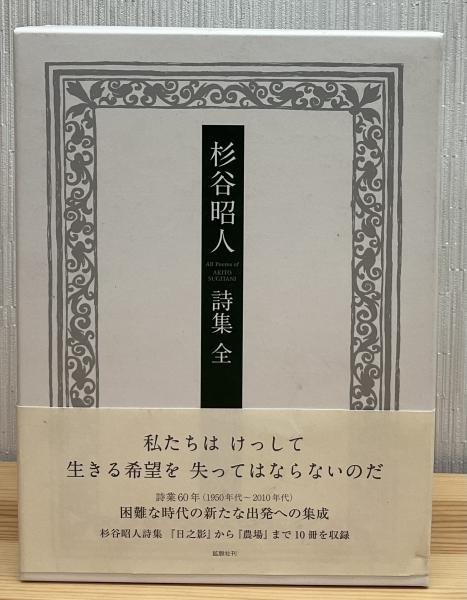 杉谷昭人
All Poems of
AKITO
SUGITANI
詩集 全
私たちは けっして
生きる希望を 失ってはならないのだ
詩業60年(1950年代~2010年代)
困難な時代の新たな出発への集成
杉谷昭人詩集 『日之影』から『農場』まで10冊を収録
鉱脈社刊